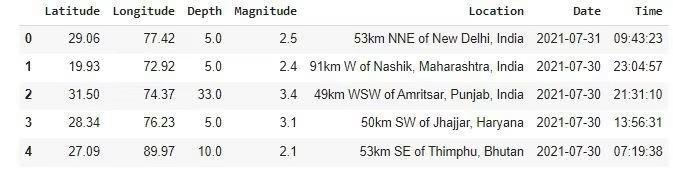 Latitude Longitude Depth Magnitude Location Date Time
0 29.06 77.42 5.0 2.5 53km NNE of New Delhi, India 2021-07-31 09:43:23
1 19.93 72.92 5.0 2.4 91km W of Nashik, Maharashtra, India 2021-07-30 23:04:57
2 31.50 74.37 33.0 3.4 49km WSW of Amritsar, Punjab, India 2021-07-30 21:31:10
3 28.34 76.23 5.0 3.1 50km SW of Jhajjar, Haryana 2021-07-30 13:56:31
4 27.09 89.97 10.0 2.1 53km SE of Thimphu, Bhutan 2021-07-30 07:19:38